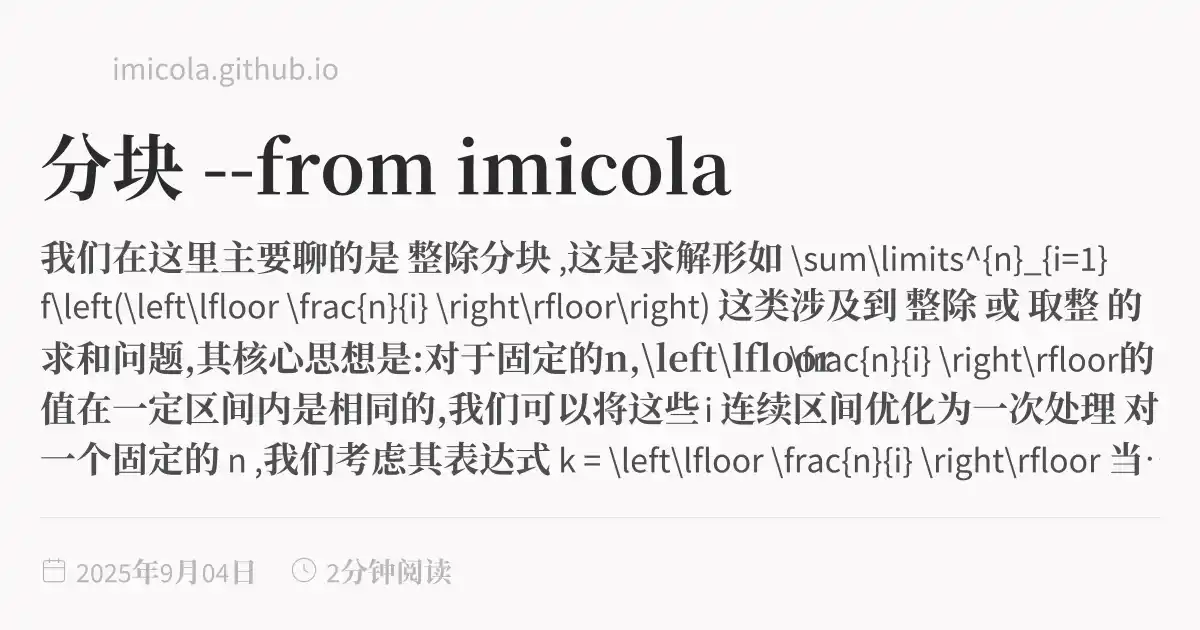 imicola.github.io
分块 --from imicola
我们在这里主要聊的是 整除分块 ,这是求解形如 \sum\limits^{n}_{i=1}
f\left(\left\lfloor \frac{n}{i} \right\rfloor\right) 这类涉及到 整除 或 取整 的
求和问题,其核心思想是:对于固定的n,\left\lfloor \frac{n}{i} \right\rfloor的
值在一定区间内是相同的,我们可以将这些 i 连续区间优化为一次处理 对
一个固定的 n ,我们考虑其表达式 k = \left\lfloor \frac{n}{i} \right\rfloor 当…
2025年9月04日 2分钟阅读